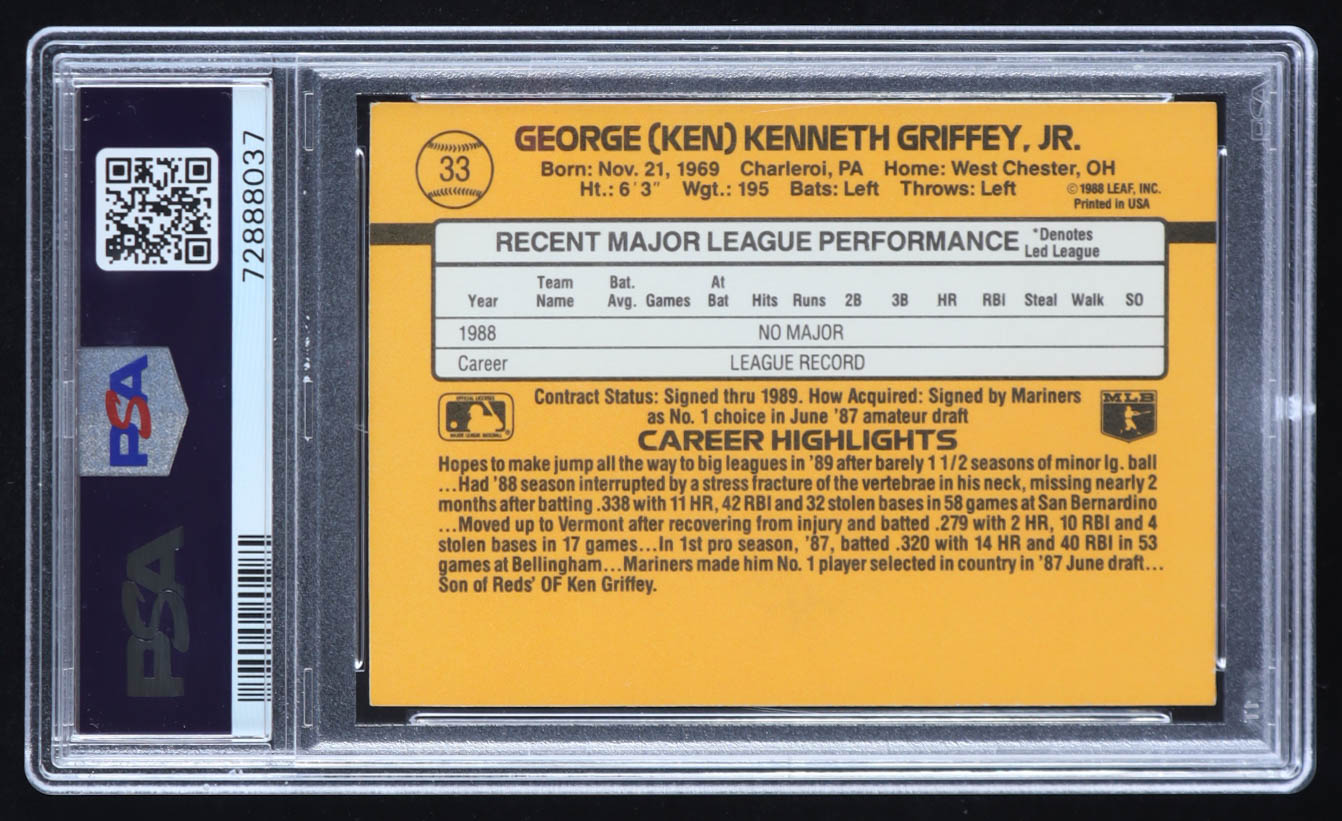 72888037
PSA
PSA
33
GEORGE (KEN) KENNETH GRIFFEY, JR.
Born: Nov. 21, 1969 Charleroi, PA Home: West Chester, OH
Ht.: 6' 3" Wgt.: 195 Bats: Left Throws: Left
©1988 LEAF, INC.
Printed in USA
RECENT MAJOR LEAGUE PERFORMANCE *Denotes Led League
Year Team Name Bat. Avg. Games At Bat Hits Runs 2B 3B HR RBI Steal Walk SO
1988 NO MAJOR
Career LEAGUE RECORD
OFFICIAL LICENSEE
MAJOR LEAGUE BASEBALL
Contract Status: Signed thru 1989. How Acquired: Signed by Mariners
as No. 1 choice in June '87 amateur draft
MLB
CAREER HIGHLIGHTS
Hopes to make jump all the way to big leagues in '89 after barely 1 1/2 seasons of minor lg. ball
...Had '88 season interrupted by a stress fracture of the vertebrae in his neck, missing nearly 2
months after batting .338 with 11 HR, 42 RBI and 32 stolen bases in 58 games at San Bernardino
...Moved up to Vermont after recovering from injury and batted .279 with 2 HR, 10 RBI and 4
stolen bases in 17 games...In 1st pro season, '87, batted .320 with 14 HR and 40 RBI in 53
games at Bellingham...Mariners made him No. 1 player selected in country in '87 June draft...
Son of Reds' OF Ken Griffey.
PSA